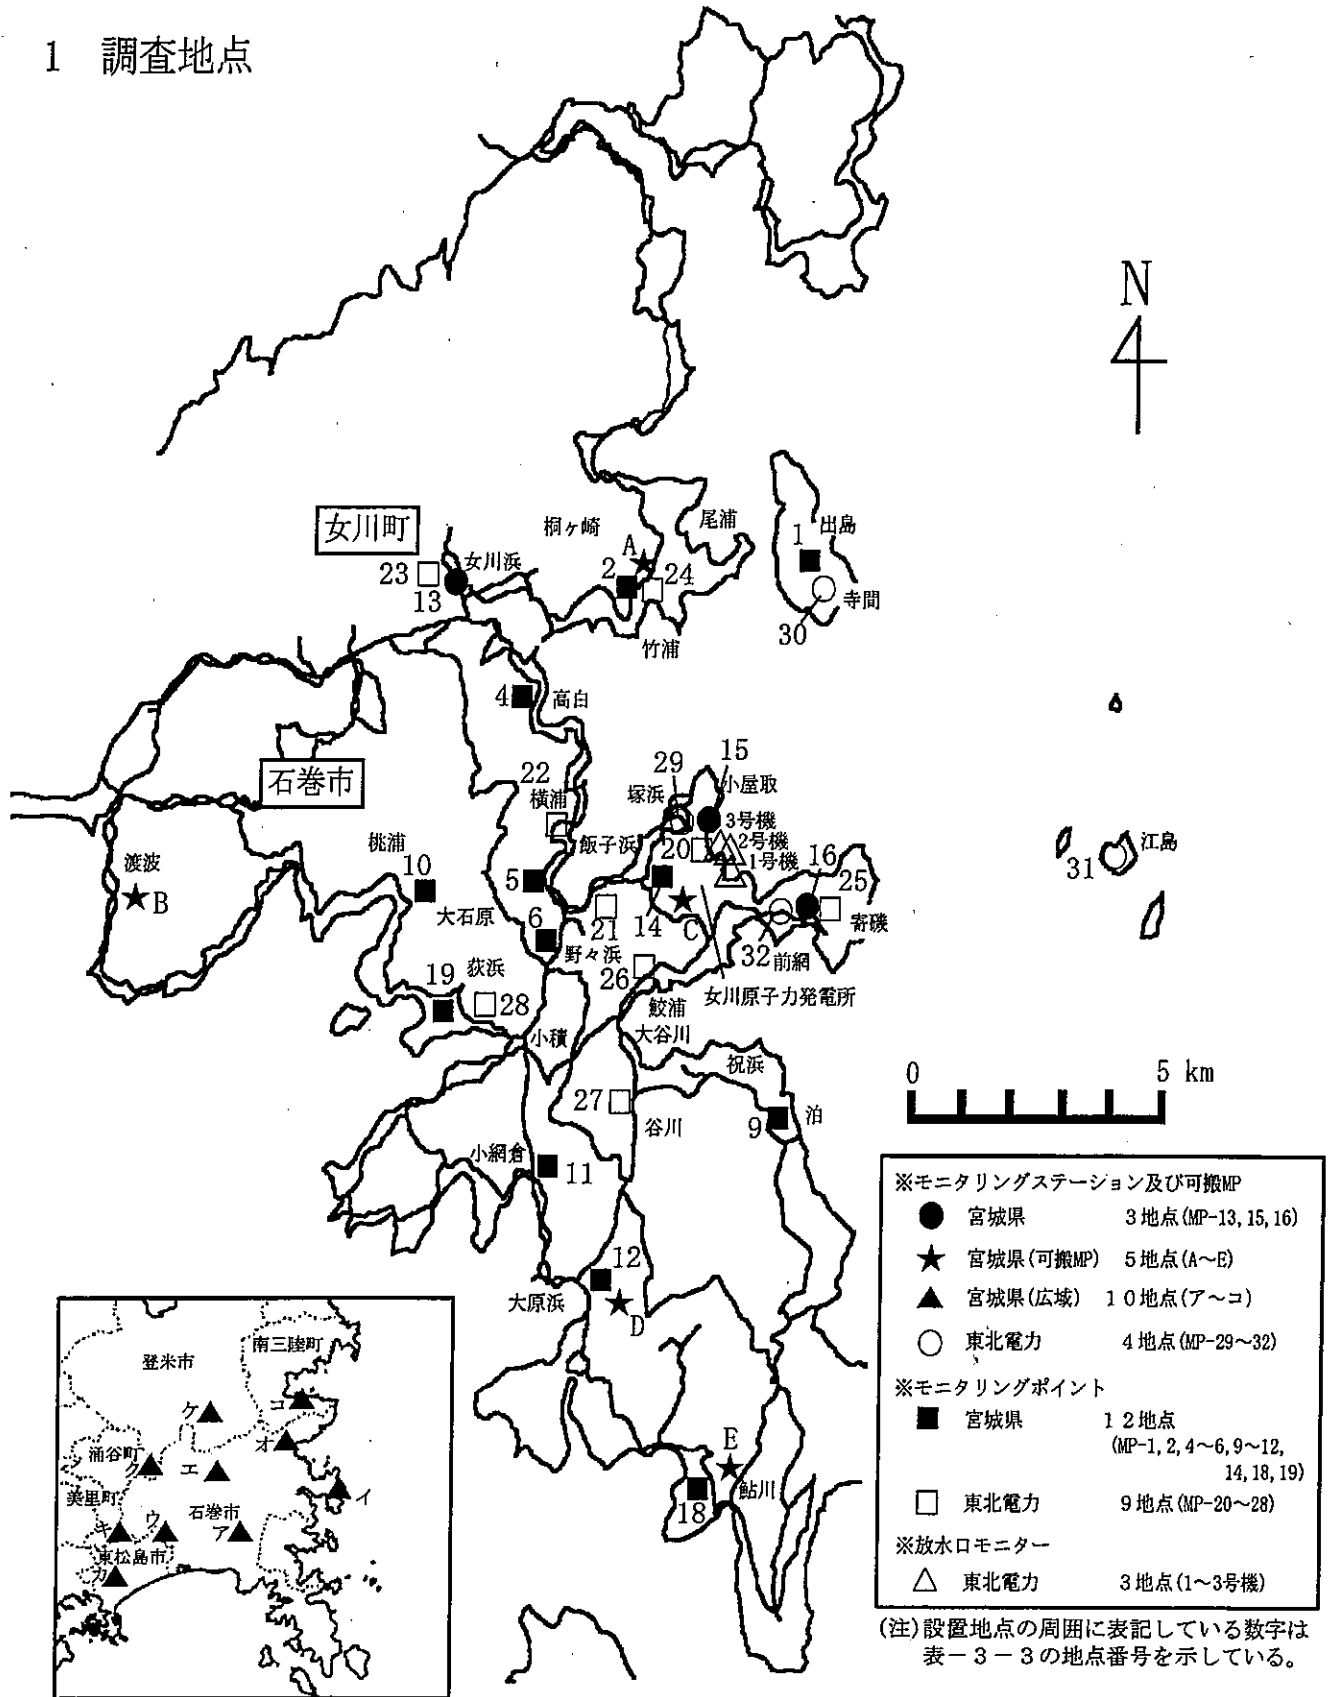 1　調査地点
N
女川町
女川浜
23
13
桐ヶ崎
A
2
24
尾浦
竹浦
1
出島
寺間
30
4
高白
石巻市
22
横浦
29
15
塚浜
小屋取
3号機
2号機
1号機
20
飯子浜
16
25
寄磯
31
江島
渡波
B
桃浦
10
大石原
5
6
野々浜
21
14
C
32
前網
26
鮫浦
女川原子力発電所
19
荻浜
28
小積
大谷川
祝浜
0
5 km
27
谷川
9
泊
小網倉
11
12
大原浜
D
E
18
鮎川
南三陸町
登米市
コ
ケ
オ
涌谷町
ク
エ
イ
美里町
石巻市
キ
ウ
ア
東松島市
カ
※モニタリングステーション及び可搬MP
● 宮城県 3地点(MP-13,15,16)
★ 宮城県(可搬MP) 5地点(A～E)
▲ 宮城県(広域) 10地点(ア～コ)
○ 東北電力 4地点(MP-29～32)
※モニタリングポイント
■ 宮城県 12地点
(MP-1,2,4～6,9～12,
14,18,19)
□ 東北電力 9地点(MP-20～28)
※放水口モニター
△ 東北電力 3地点(1～3号機)
(注)設置地点の周囲に表記している数字は
表－3－3の地点番号を示している。